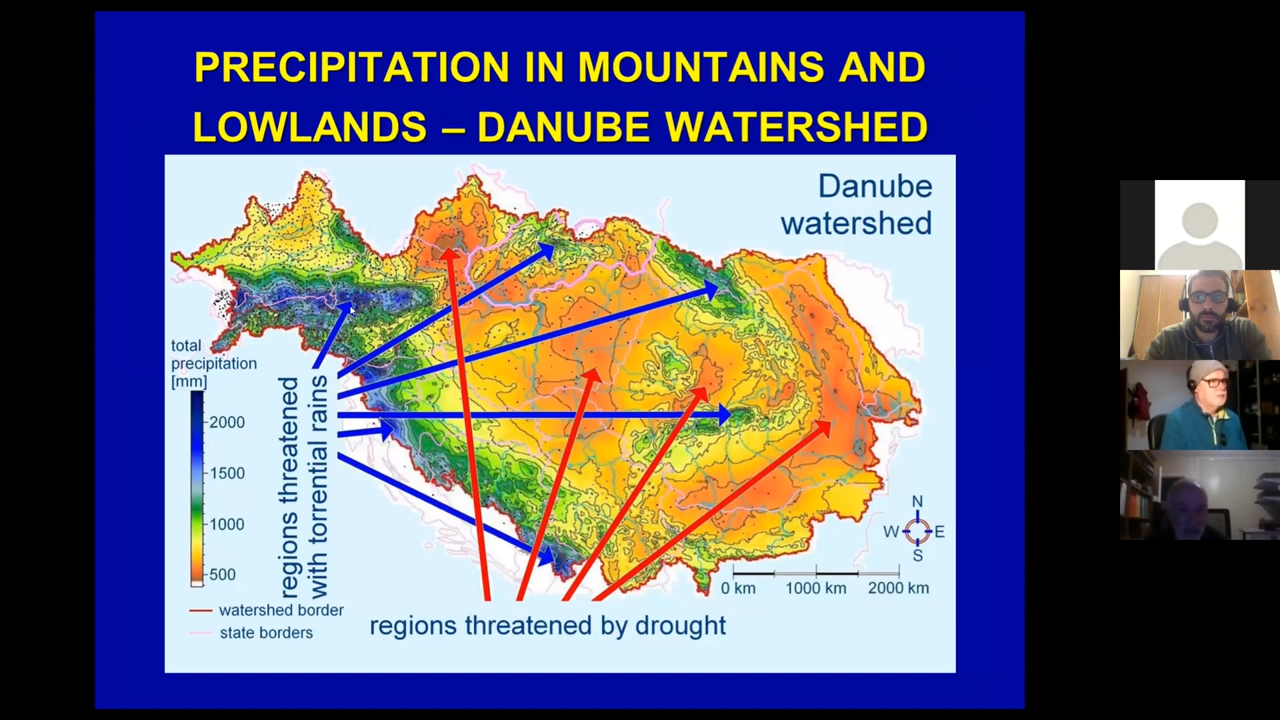 PRECIPITATION IN MOUNTAINS AND
LOWLANDS – DANUBE WATERSHED
Danube
watershed
total
precipitation
[mm]
2000
1500
1000
500
regions threatened
with torrential rains
watershed border
state borders
regions threatened by drought
N
W E
S
0 km 1000 km 2000 km